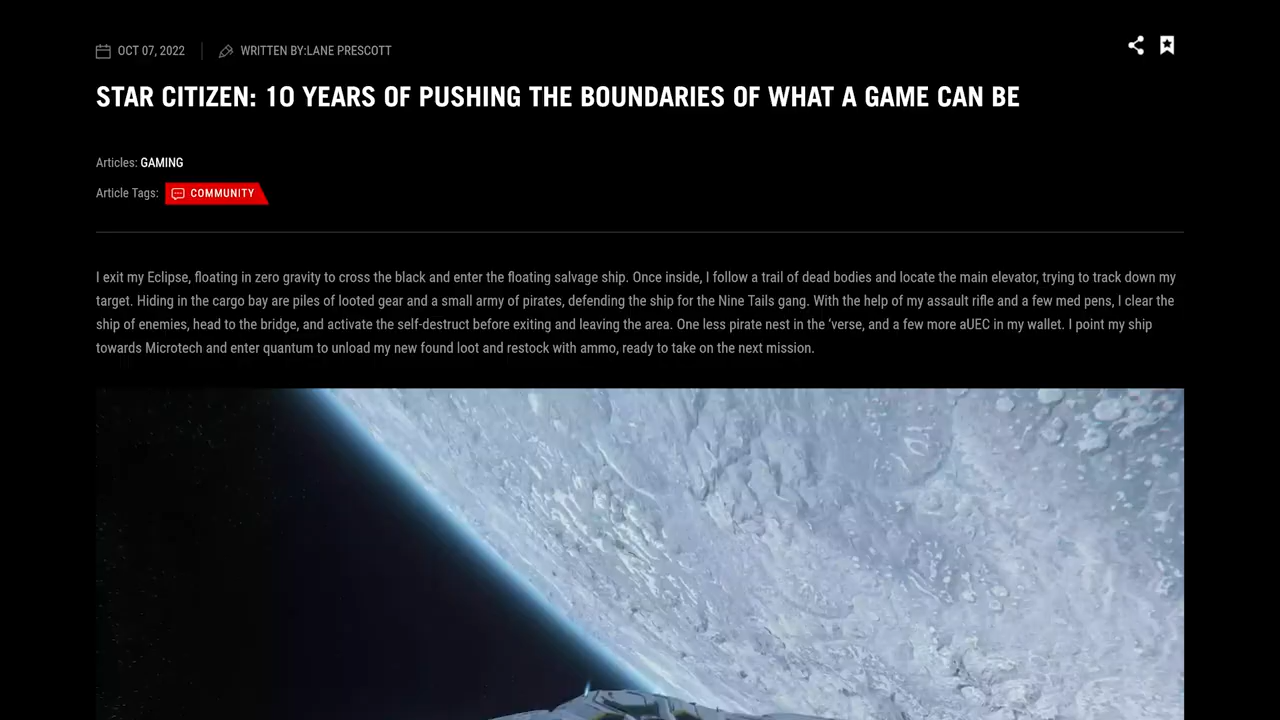 OCT 07, 2022
WRITTEN BY:LANE PRESCOTT
STAR CITIZEN: 10 YEARS OF PUSHING THE BOUNDARIES OF WHAT A GAME CAN BE
Articles: GAMING
Article Tags: COMMUNITY
I exit my Eclipse, floating in zero gravity to cross the black and enter the floating salvage ship. Once inside, I follow a trail of dead bodies and locate the main elevator, trying to track down my
target. Hiding in the cargo bay are piles of looted gear and a small army of pirates, defending the ship for the Nine Tails gang. With the help of my assault rifle and a few med pens, I clear the
ship of enemies, head to the bridge, and activate the self-destruct before exiting and leaving the area. One less pirate nest in the ‘verse, and a few more aUEC in my wallet. I point my ship
towards Microtech and enter quantum to unload my new found loot and restock with ammo, ready to take on the next mission.